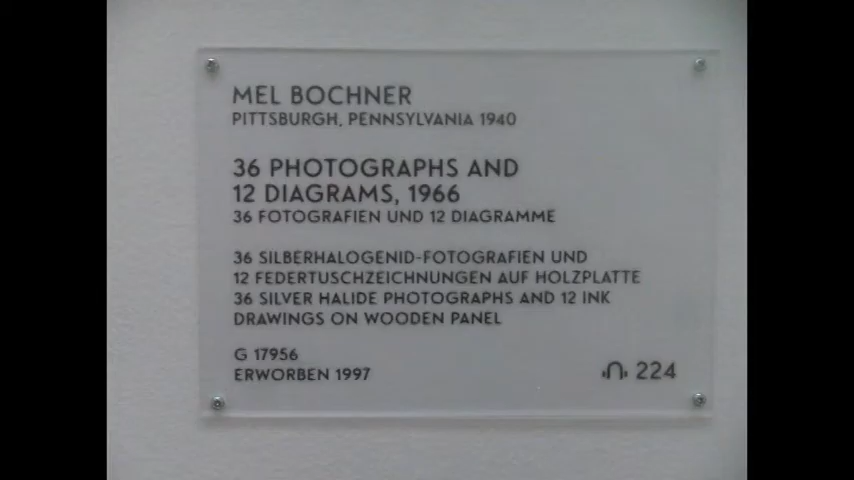 MEL BOCHNER
PITTSBURGH, PENNSYLVANIA 1940
36 PHOTOGRAPHS AND
12 DIAGRAMS, 1966
36 FOTOGRAFIEN UND 12 DIAGRAMME
36 SILBERHALOGENID-FOTOGRAFIEN UND
12 FEDERTUSCHZEICHNUNGEN AUF HOLZPLATTE
36 SILVER HALIDE PHOTOGRAPHS AND 12 INK
DRAWINGS ON WOODEN PANEL
G 17956
ERWORBEN 1997
224